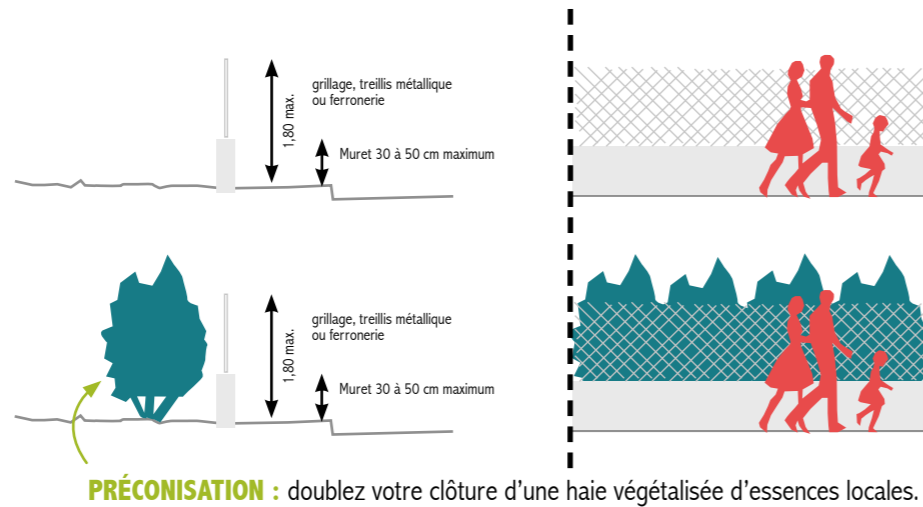 grillage, treillis métallique
ou ferronerie
1,80 max.
Muret 30 à 50 cm maximum
grillage, treillis métallique
ou ferronerie
1,80 max.
Muret 30 à 50 cm maximum
PRÉCONISATION : doublez votre clôture d'une haie végétalisée d'essences locales.